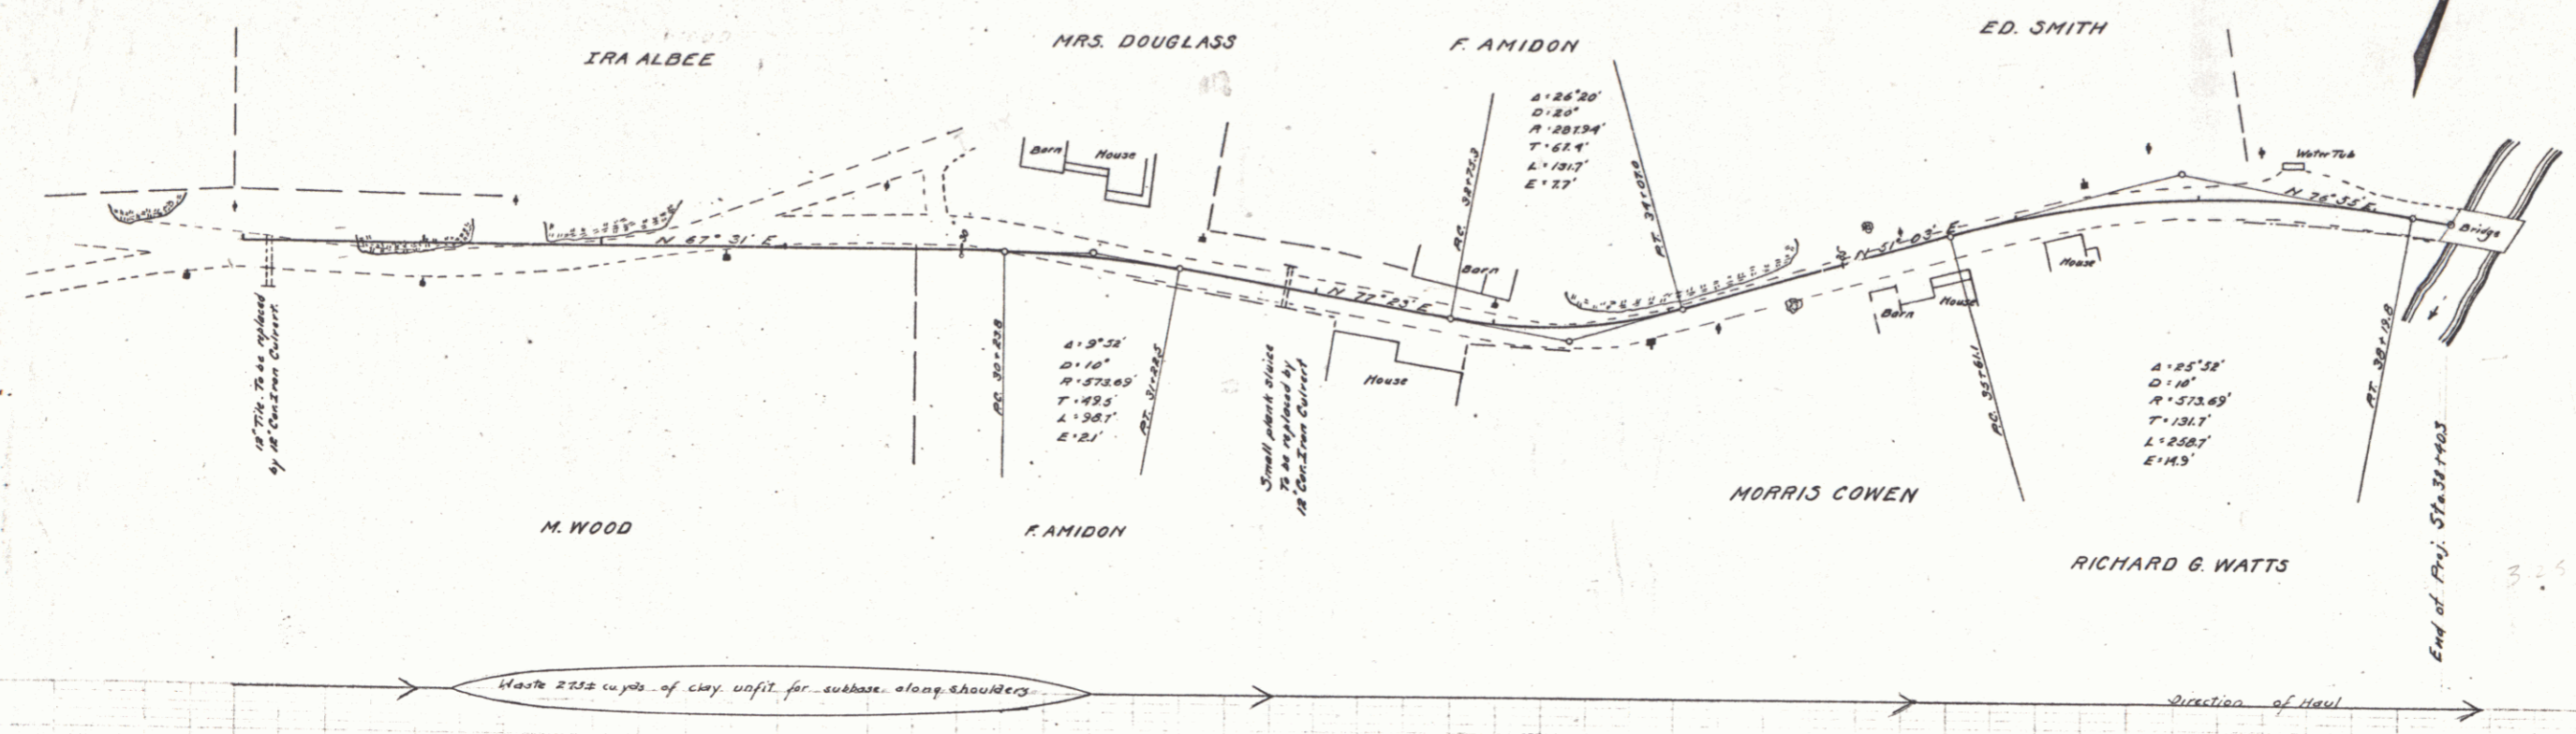 IRA ALBEE
MRS. DOUGLASS
F. AMIDON
ED. SMITH
Δ = 26°20'
D = 20°
R = 287.94'
T = 67.4'
L = 131.7'
E = 7.7'
Barn
House
Water Tub
N 76° 55' E.
Bridge
N 67° 31' E
30
P.C. 32+75.3
P.T. 34+07.0
Barn
N 77° 23' E
35
N 51° 03' E
House
Barn
House
12" Tile. To be replaced
by 12" Cor. Iron Culvert.
P.C. 30+23.8
Δ = 9°52'
D = 10°
R = 573.69'
T = 49.5'
L = 98.7'
E = 2.1'
P.T. 31+22.5
Small plank sluice
To be replaced by
12" Cor. Iron Culvert
House
P.C. 35+61.1
Δ = 25°52'
D = 10°
R = 573.69'
T = 131.7'
L = 258.7'
E = 14.9'
P.T. 38+19.8
End of Proj. Sta. 38+40.3
M. WOOD
F. AMIDON
MORRIS COWEN
RICHARD G. WATTS
Waste 275± cu. yds. of clay unfit for subbase along shoulders
Direction of Haul